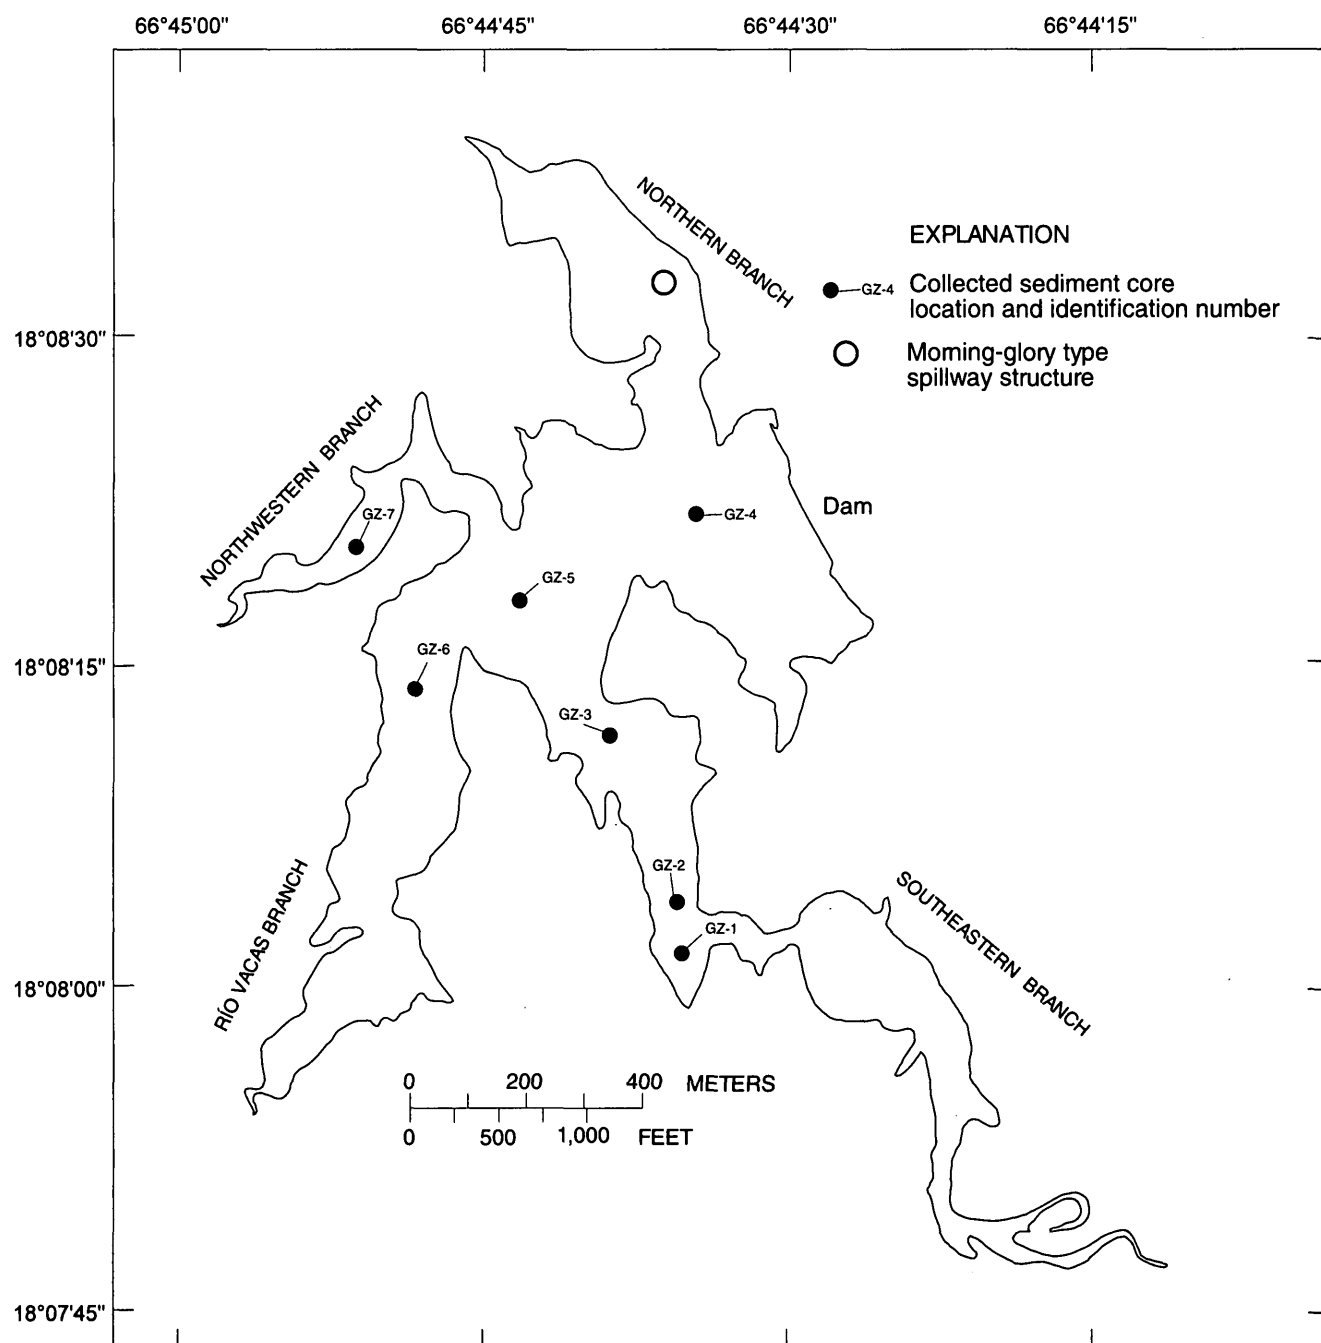 66°45'00" 66°44'45" 66°44'30" 66°44'15"
NORTHERN BRANCH
EXPLANATION
GZ-4 Collected sediment core
location and identification number
18°08'30"
Morning-glory type
spillway structure
NORTHWESTERN BRANCH
Dam
GZ-7
GZ-4
GZ-5
GZ-6
18°08'15"
GZ-3
GZ-2
RÍO VACAS BRANCH
SOUTHEASTERN BRANCH
GZ-1
18°08'00"
0 200 400 METERS
0 500 1,000 FEET
18°07'45"